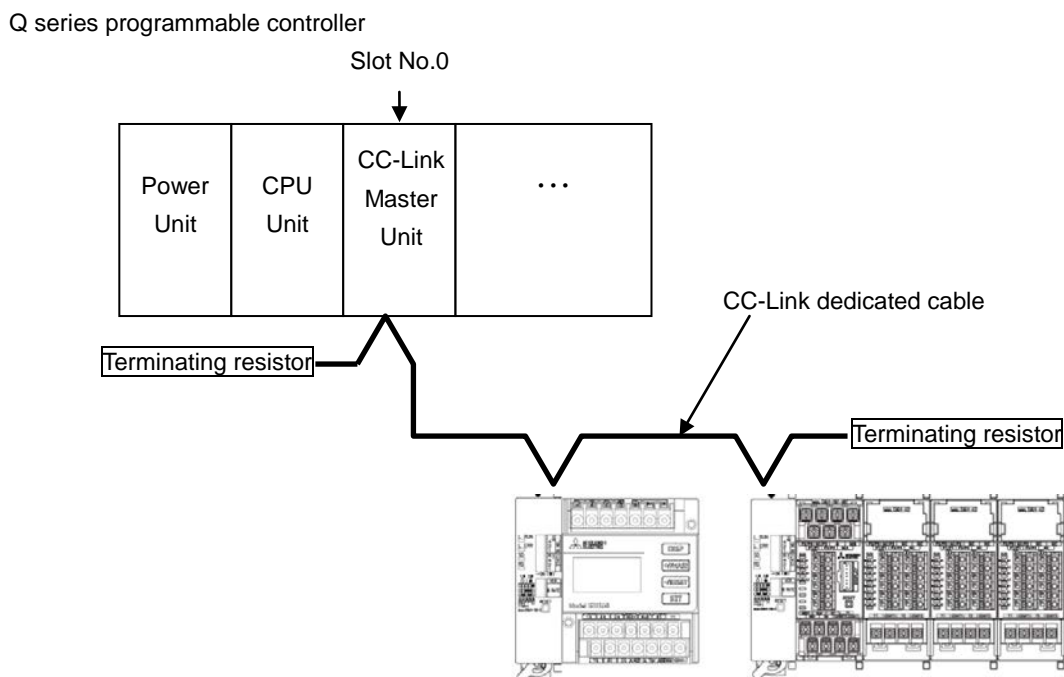 Q series programmable controller
Slot No.0
Power
Unit
CPU
Unit
CC-Link
Master
Unit
...
CC-Link dedicated cable
Terminating resistor
Terminating resistor